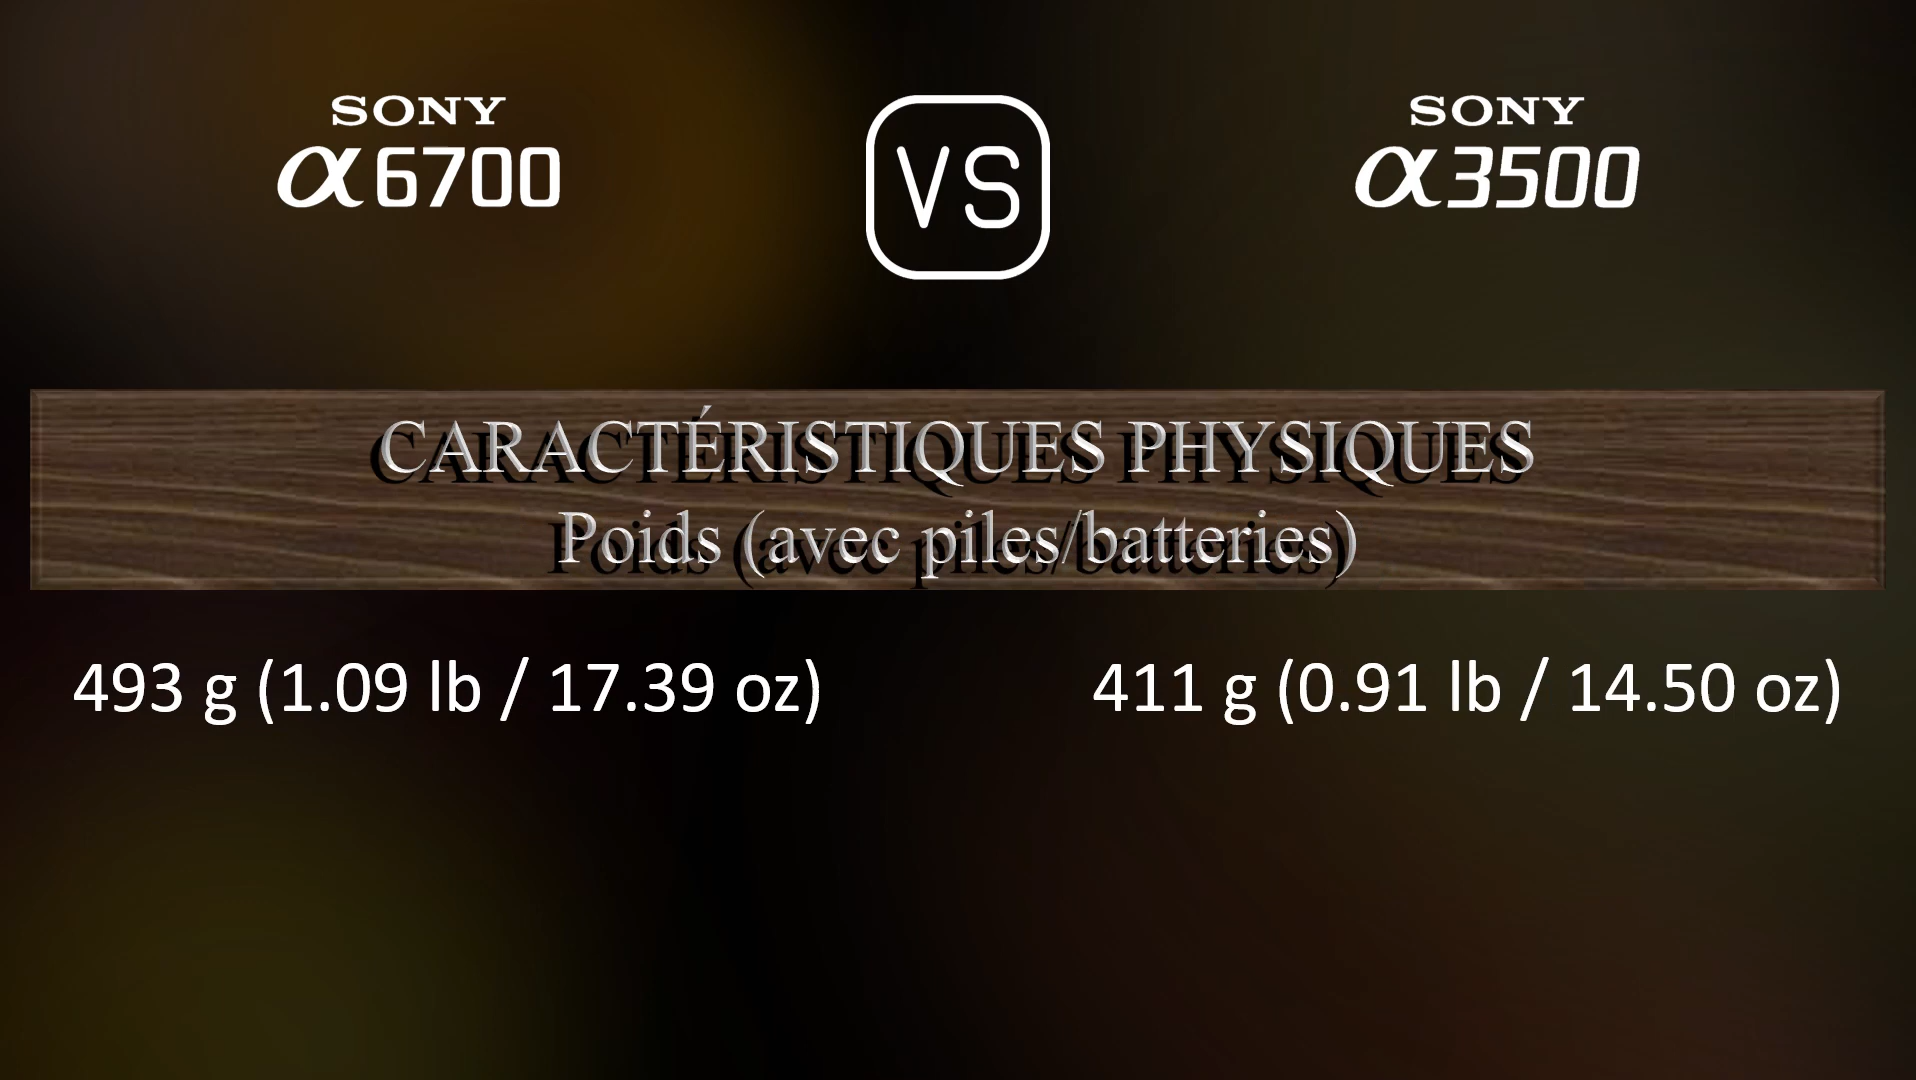 SONY
α6700
VS
SONY
α3500
CARACTÉRISTIQUES PHYSIQUES
Poids (avec piles/batteries)
493 g (1.09 lb / 17.39 oz)
411 g (0.91 lb / 14.50 oz)